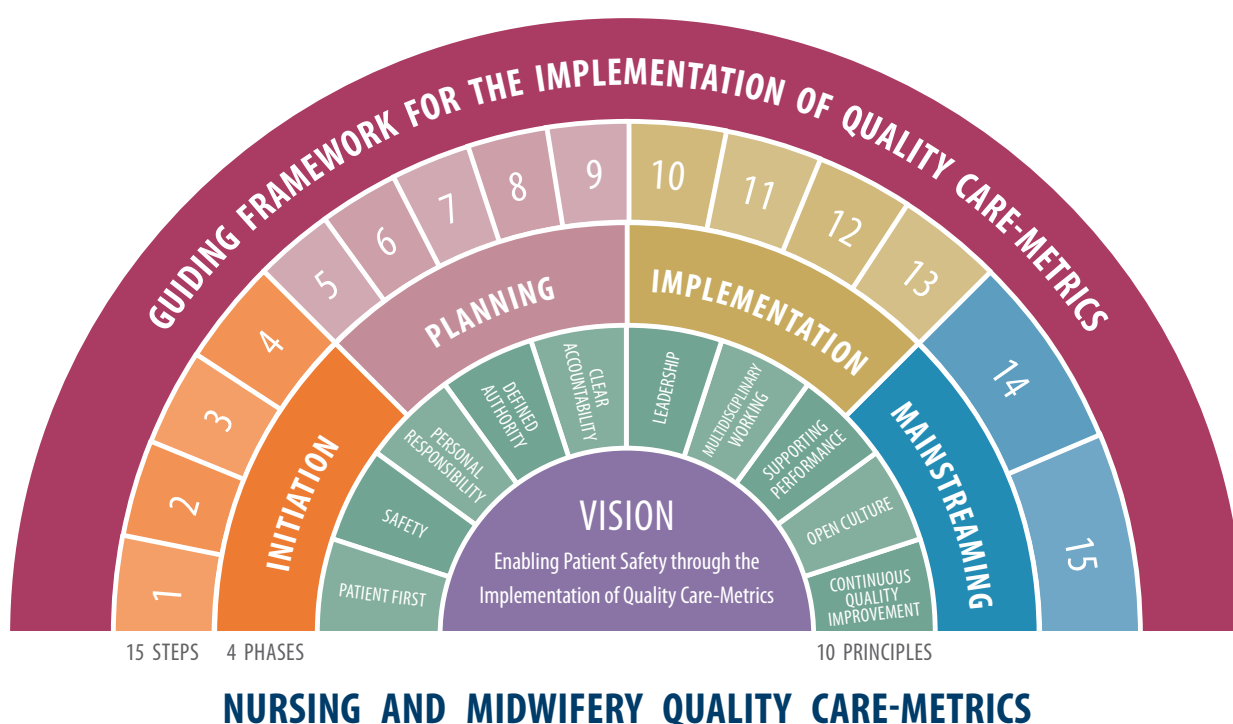 GUIDING FRAMEWORK FOR THE IMPLEMENTATION OF QUALITY CARE-METRICS
1
2
3
4
5
6
7
8
9
10
11
12
13
14
15
INITIATION
PLANNING
IMPLEMENTATION
MAINSTREAMING
PATIENT FIRST
SAFETY
PERSONAL
RESPONSIBILITY
DEFINED
AUTHORITY
CLEAR
ACCOUNTABILITY
LEADERSHIP
MULTIDISCIPLINARY
WORKING
SUPPORTING
PERFORMANCE
OPEN CULTURE
CONTINUOUS
QUALITY
IMPROVEMENT
VISION
Enabling Patient Safety through the
Implementation of Quality Care-Metrics
15 STEPS
4 PHASES
10 PRINCIPLES
NURSING AND MIDWIFERY QUALITY CARE-METRICS